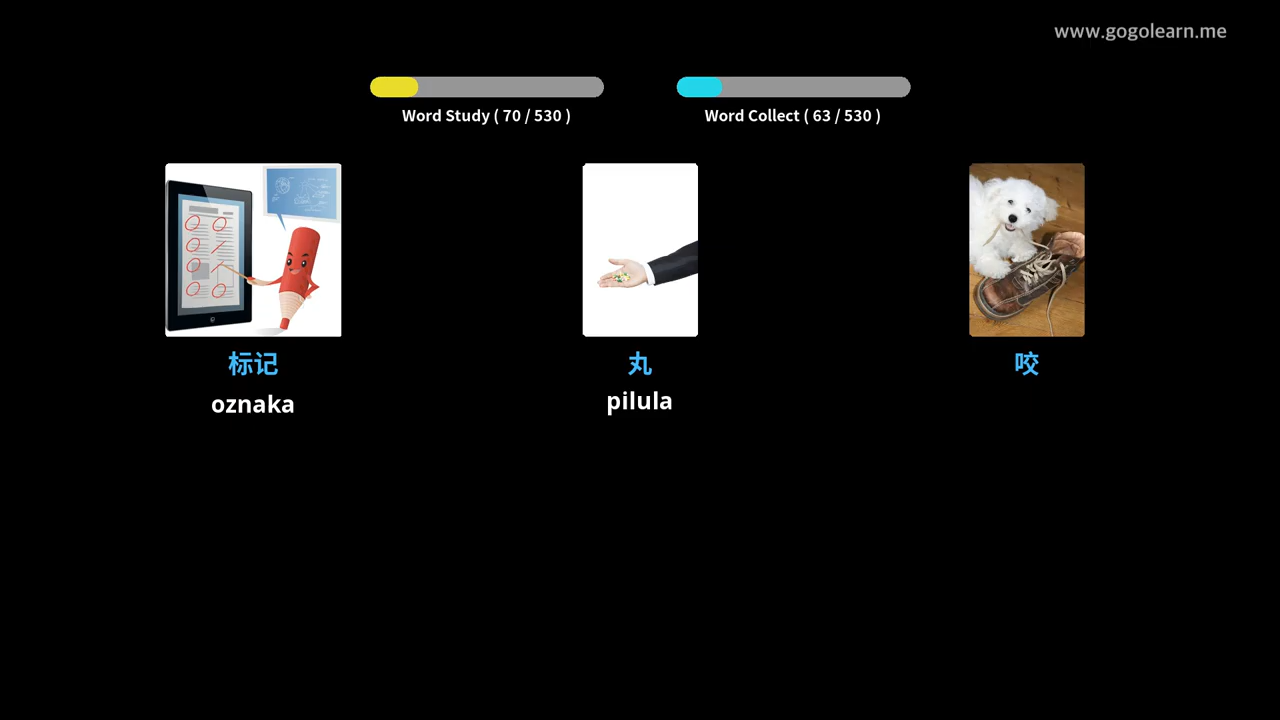 www.gogolearn.me
Word Study ( 70 / 530 )
Word Collect ( 63 / 530 )
标记
丸
咬
oznaka
pilula